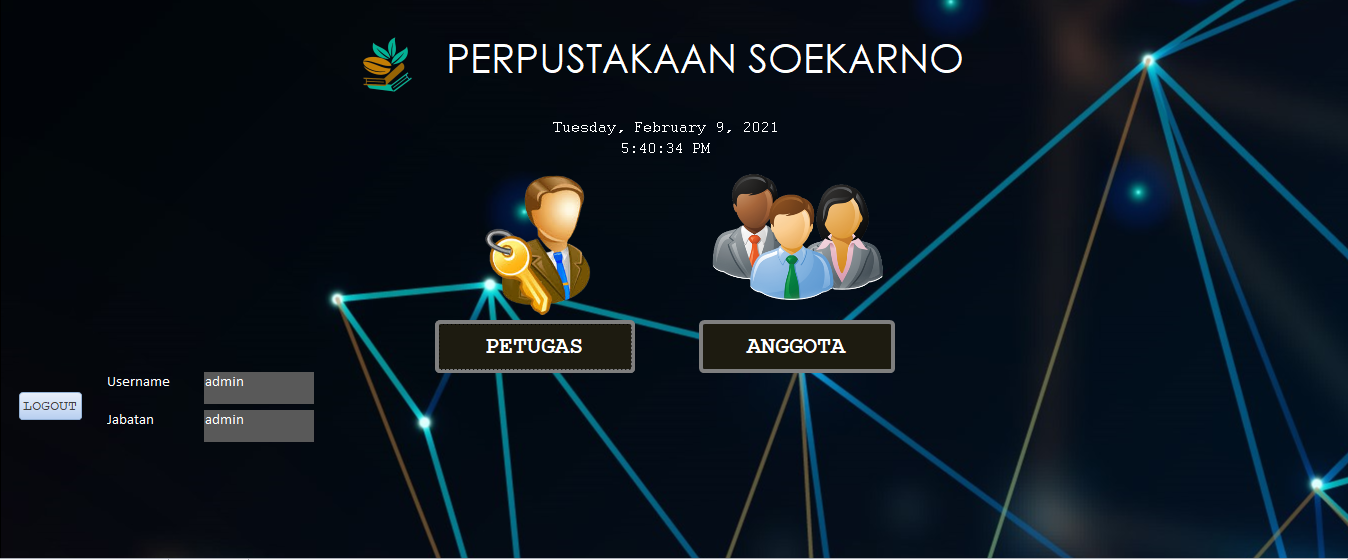 PERPUSTAKAAN SOEKARNO
Tuesday, February 9, 2021
5:40:34 PM
PETUGAS
ANGGOTA
Username admin
LOGOUT
Jabatan admin